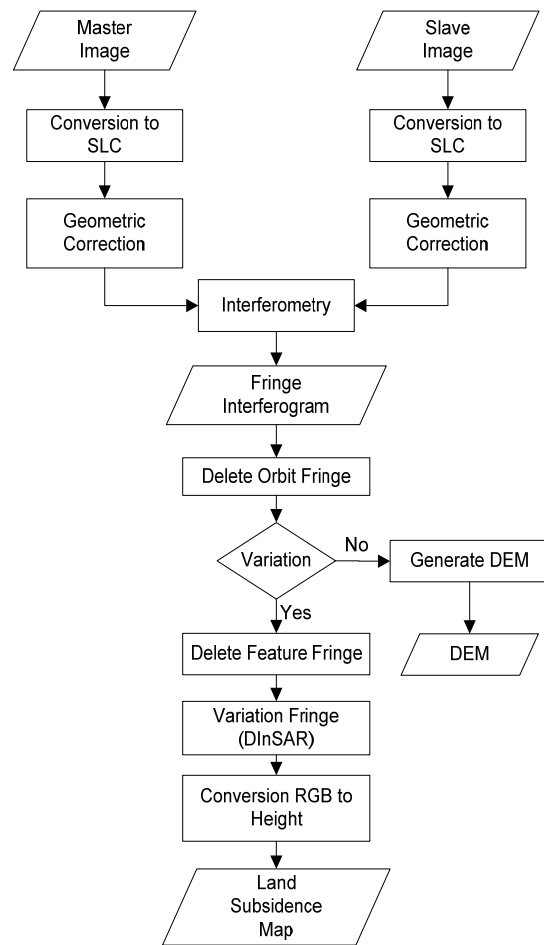 Master
Image
Slave
Image
Conversion to
SLC
Conversion to
SLC
Geometric
Correction
Geometric
Correction
Interferometry
Fringe
Interferogram
Delete Orbit Fringe
Variation
No
Generate DEM
Yes
DEM
Delete Feature Fringe
Variation Fringe
(DInSAR)
Conversion RGB to
Height
Land
Subsidence
Map